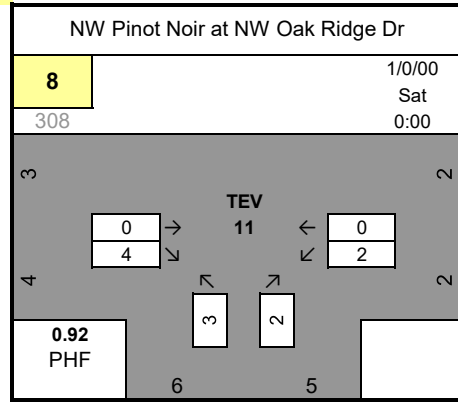 NW Pinot Noir at NW Oak Ridge Dr
8
1/0/00
Sat
308
0:00
3
2
TEV
0 → 11 ← 0
4 ↘ ↙ 2
4
↖ ↗
2
3 2
0.92
PHF
6 5